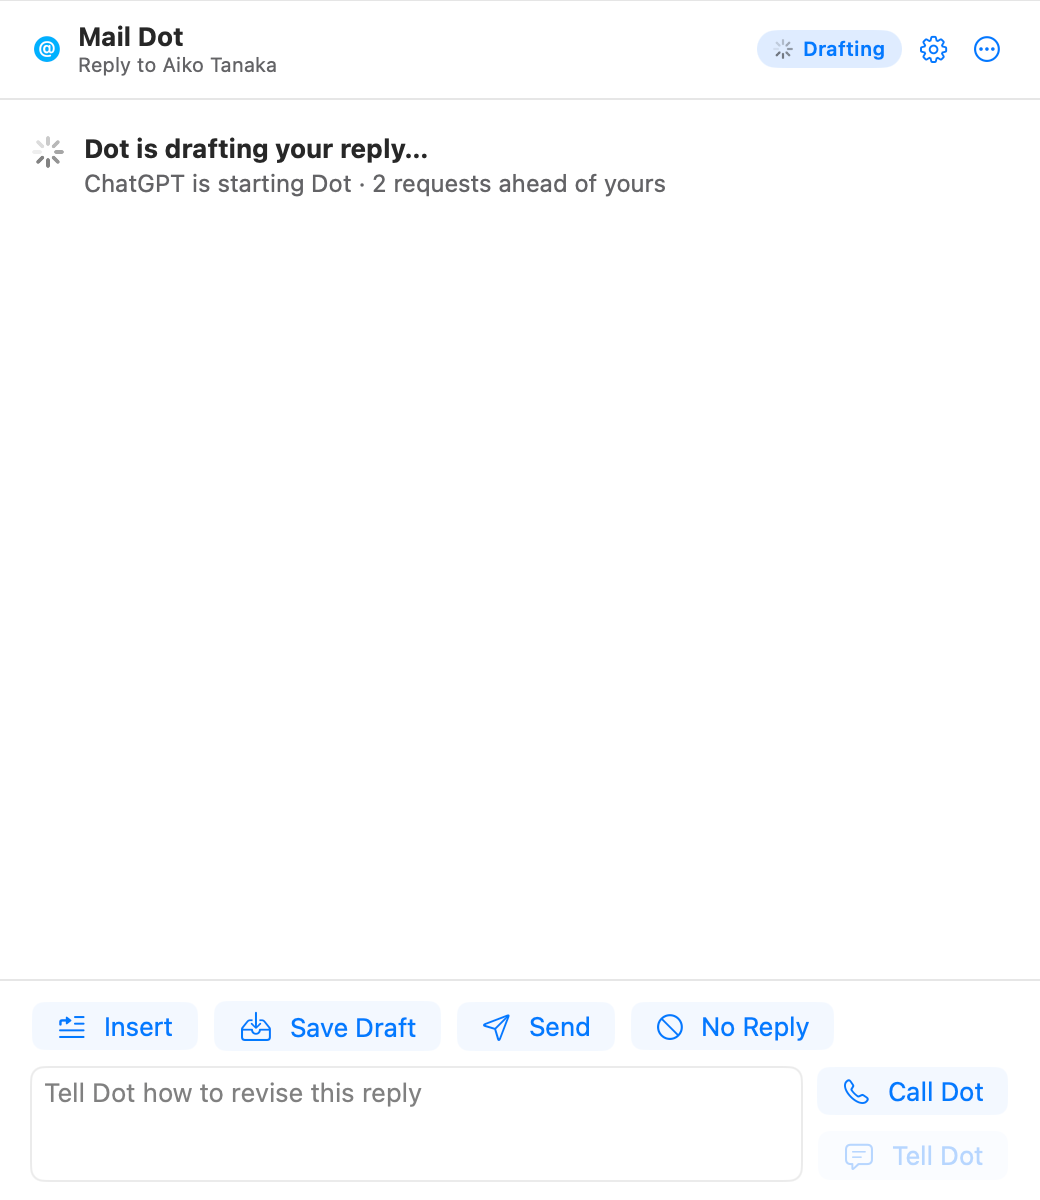 @
Mail Dot
Reply to Aiko Tanaka
Drafting
Dot is drafting your reply...
ChatGPT is starting Dot · 2 requests ahead of yours
Insert
Save Draft
Send
No Reply
Tell Dot how to revise this reply
Call Dot
Tell Dot